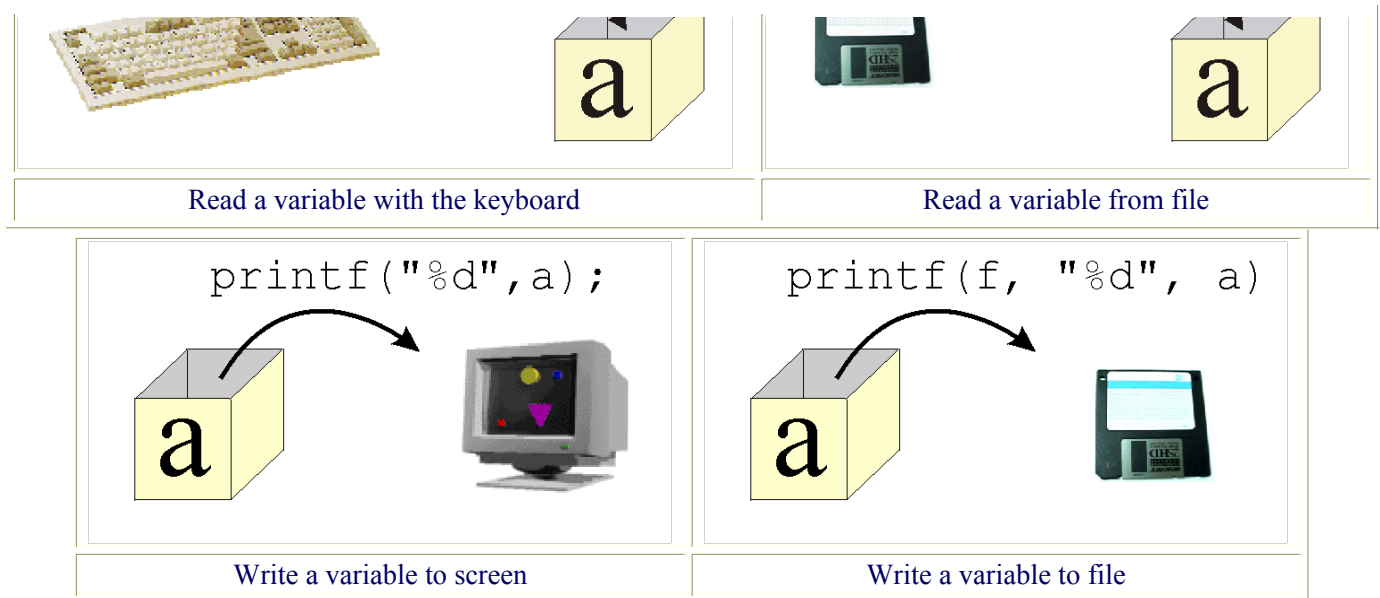 a
a
Read a variable with the keyboard
Read a variable from file
printf("%d",a);
printf(f, "%d", a)
a
a
Write a variable to screen
Write a variable to file